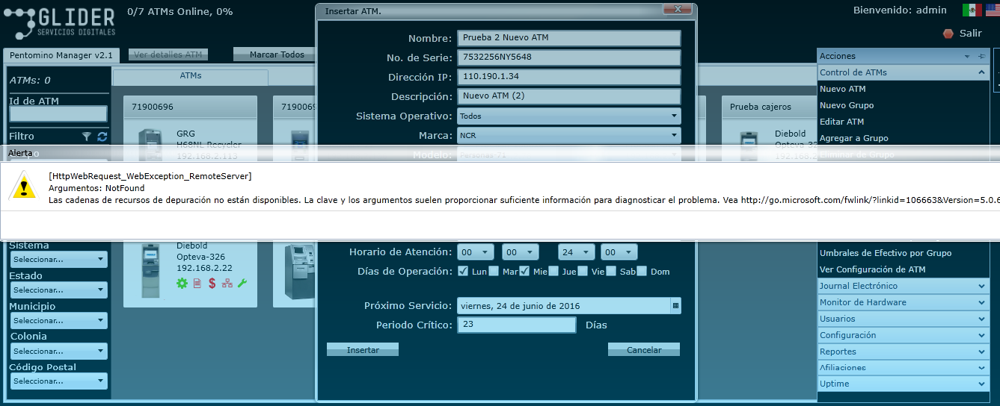 GLIDER
SERVICIOS DIGITALES
0/7 ATMs Online, 0%
Bienvenido: admin
Salir
Pentomino Manager v2.1
Ver detalles ATM
Marcar Todos
ATMs: 0
Id de ATM
Filtro
ATMs
71900696
GRG
H68NL Recycler
192.168.2.113
7190069
Prueba cajeros
Diebold
Opteva-32
192.168.2.2
Insertar ATM.
Nombre: Prueba 2 Nuevo ATM
No. de Serie: 7532256NY5648
Dirección IP: 110.190.1.34
Descripción: Nuevo ATM (2)
Sistema Operativo: Todos
Marca: NCR
Modelo: Personas-71
Acciones
Control de ATMs
Nuevo ATM
Nuevo Grupo
Editar ATM
Agregar a Grupo
Eliminar de Grupo
Alerta
[HttpWebRequest_WebException_RemoteServer]
Argumentos: NotFound
Las cadenas de recursos de depuración no están disponibles. La clave y los argumentos suelen proporcionar suficiente información para diagnosticar el problema. Vea http://go.microsoft.com/fwlink/?linkid=106663&Version=5.0.6
Sistema
Seleccionar...
Estado
Seleccionar...
Municipio
Seleccionar...
Colonia
Seleccionar...
Código Postal
Seleccionar...
Diebold
Opteva-326
192.168.2.22
Horario de Atención: 00 00 24 00
Días de Operación: Lun Mar Mie Jue Vie Sab Dom
Próximo Servicio: viernes, 24 de junio de 2016
Periodo Crítico: 23 Días
Insertar
Cancelar
Umbrales de Efectivo por Grupo
Ver Configuración de ATM
Journal Electrónico
Monitor de Hardware
Usuarios
Configuración
Reportes
Afiliaciones
Uptime